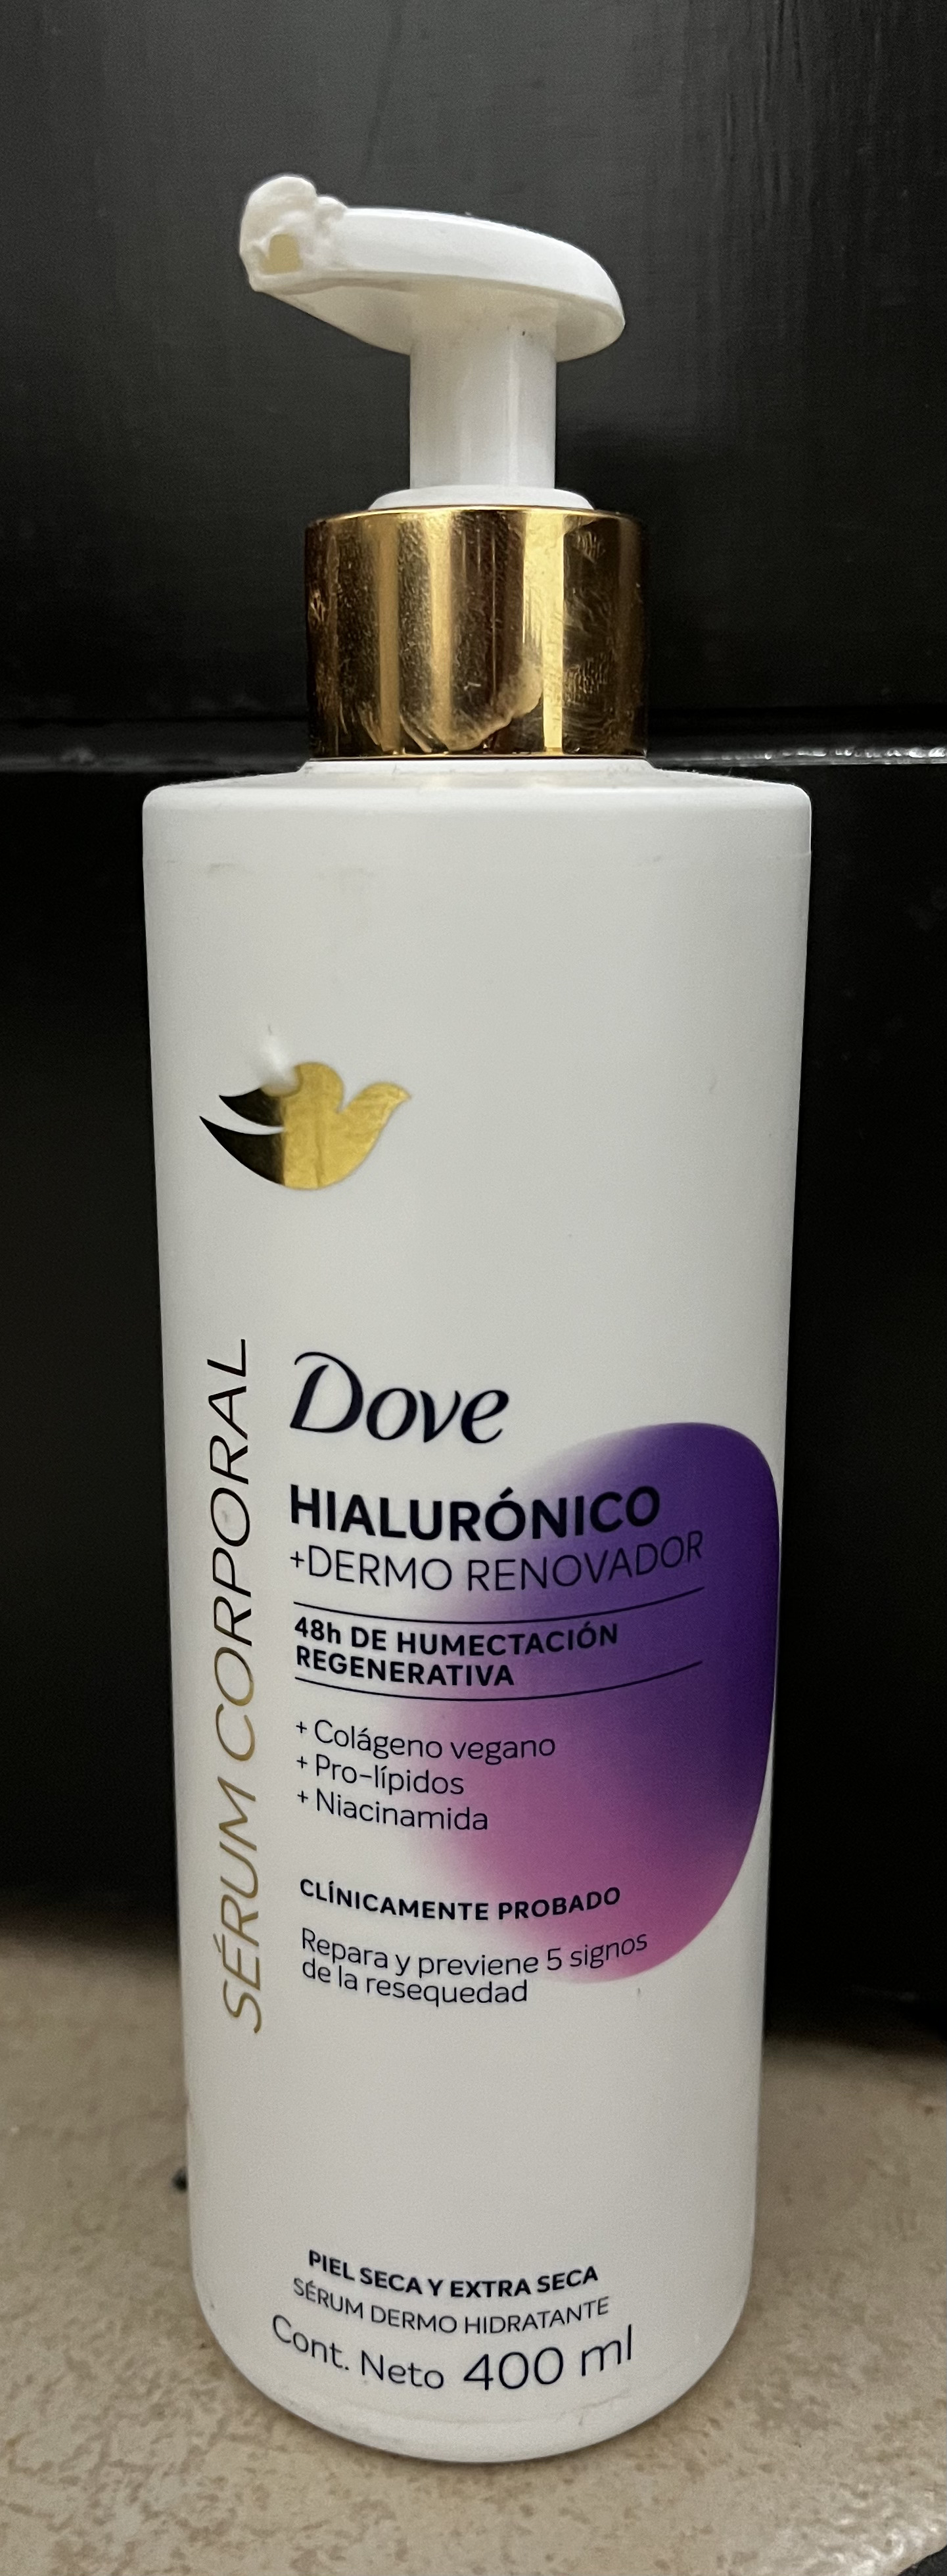 Dove
HIALURÓNICO
+DERMO RENOVADOR
48h DE HUMECTACIÓN
REGENERATIVA
+ Colágeno vegano
+ Pro-lípidos
+ Niacinamida
CLÍNICAMENTE PROBADO
Repara y previene 5 signos
de la resequedad
SÉRUM CORPORAL
PIEL SECA Y EXTRA SECA
SÉRUM DERMO HIDRATANTE
Cont. Neto 400 ml